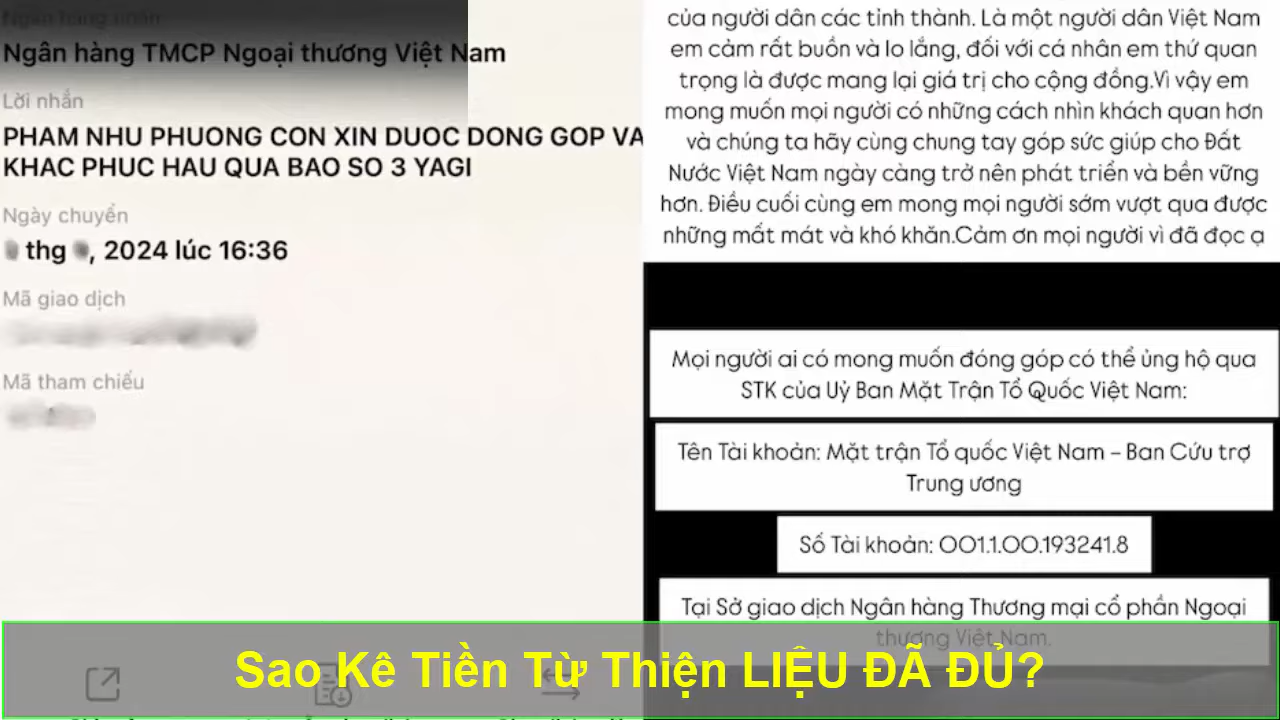 Ngân hàng nhận
Ngân hàng TMCP Ngoại thương Việt Nam
Lời nhắn
PHAM NHU PHUONG CON XIN DUOC DONG GOP VA
KHAC PHUC HAU QUA BAO SO 3 YAGI
Ngày chuyển
thg , 2024 lúc 16:36
Mã giao dịch
Mã tham chiếu
của người dân các tỉnh thành. Là một người dân Việt Nam
em cảm rất buồn và lo lắng, đối với cá nhân em thứ quan
trọng là được mang lại giá trị cho cộng đồng.Vì vậy em
mong muốn mọi người có những cách nhìn khách quan hơn
và chúng ta hãy cùng chung tay góp sức giúp cho Đất
Nước Việt Nam ngày càng trở nên phát triển và bền vững
hơn. Điều cuối cùng em mong mọi người sớm vượt qua được
những mất mát và khó khăn.Cảm ơn mọi người vì đã đọc ạ
Mọi người ai có mong muốn đóng góp có thể ủng hộ qua
STK của Uỷ Ban Mặt Trận Tổ Quốc Việt Nam:
Tên Tài khoản: Mặt trận Tổ quốc Việt Nam – Ban Cứu trợ
Trung ương
Số Tài khoản: 001.1.00.193241.8
Tại Sở giao dịch Ngân hàng Thương mại cổ phần Ngoại
thương Việt Nam.
Sao Kê Tiền Từ Thiện LIỆU ĐÃ ĐỦ?